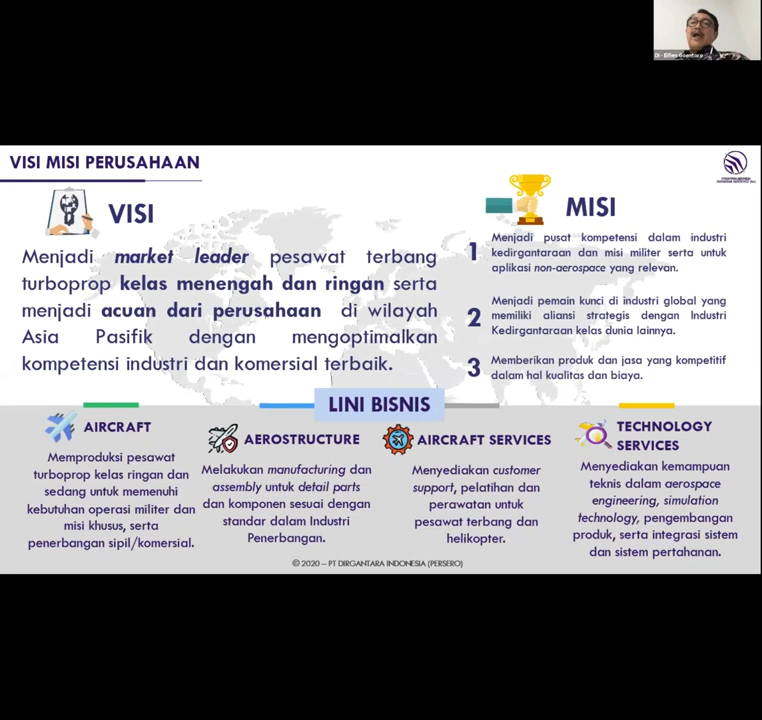 DI - Elfien Goentoro
VISI MISI PERUSAHAAN
VISI
Menjadi market leader pesawat terbang
turboprop kelas menengah dan ringan serta
menjadi acuan dari perusahaan di wilayah
Asia Pasifik dengan mengoptimalkan
kompetensi industri dan komersial terbaik.
MISI
1 Menjadi pusat kompetensi dalam industri
kedirgantaraan dan misi militer serta untuk
aplikasi non-aerospace yang relevan.
2 Menjadi pemain kunci di industri global yang
memiliki aliansi strategis dengan Industri
Kedirgantaraan kelas dunia lainnya.
3 Memberikan produk dan jasa yang kompetitif
dalam hal kualitas dan biaya.
LINI BISNIS
AIRCRAFT
Memproduksi pesawat
turboprop kelas ringan dan
sedang untuk memenuhi
kebutuhan operasi militer dan
misi khusus, serta
penerbangan sipil/komersial.
AEROSTRUCTURE
Melakukan manufacturing dan
assembly untuk detail parts
dan komponen sesuai dengan
standar dalam Industri
Penerbangan.
AIRCRAFT SERVICES
Menyediakan customer
support, pelatihan dan
perawatan untuk
pesawat terbang dan
helikopter.
TECHNOLOGY
SERVICES
Menyediakan kemampuan
teknis dalam aerospace
engineering, simulation
technology, pengembangan
produk, serta integrasi sistem
dan sistem pertahanan.
© 2020 – PT DIRGANTARA INDONESIA (PERSERO)